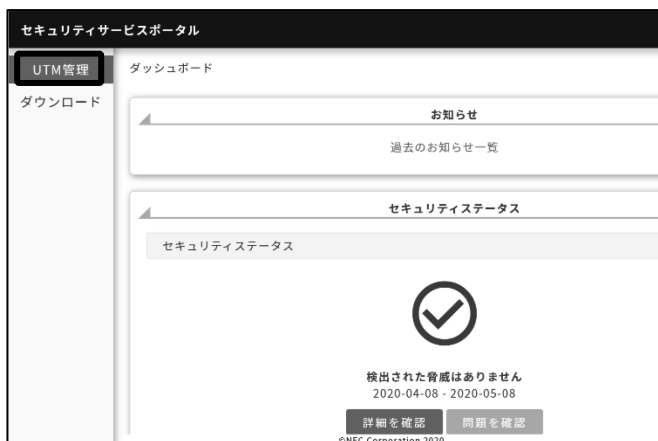 セキュリティサービスポータル
UTM管理
ダウンロード
ダッシュボード
お知らせ
過去のお知らせ一覧
セキュリティステータス
セキュリティステータス
検出された脅威はありません
2020-04-08 - 2020-05-08
詳細を確認 問題を確認
©NEC Corporation 2020